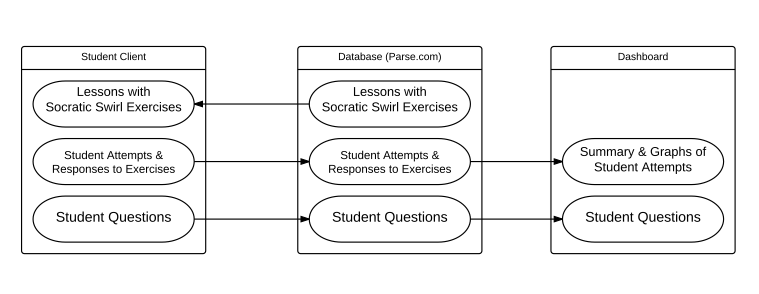 Student Client
Lessons with
Socratic Swirl Exercises
Student Attempts &
Responses to Exercises
Student Questions
Database (Parse.com)
Lessons with
Socratic Swirl Exercises
Student Attempts &
Responses to Exercises
Student Questions
Dashboard
Summary & Graphs of
Student Attempts
Student Questions